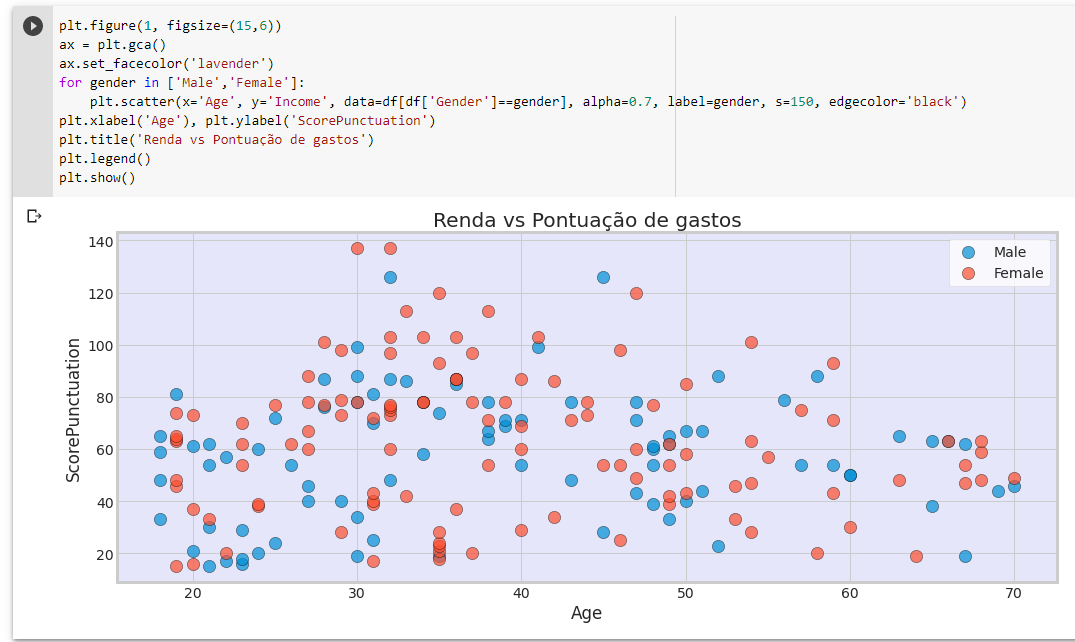 plt.figure(1, figsize=(15,6))
ax = plt.gca()
ax.set_facecolor('lavender')
for gender in ['Male','Female']:
    plt.scatter(x='Age', y='Income', data=df[df['Gender']==gender], alpha=0.7, label=gender, s=150, edgecolor='black')
plt.xlabel('Age'), plt.ylabel('ScorePunctuation')
plt.title('Renda vs Pontuação de gastos')
plt.legend()
plt.show()
Renda vs Pontuação de gastos
Male
Female
140
120
100
80
60
40
20
ScorePunctuation
20 30 40 50 60 70
Age